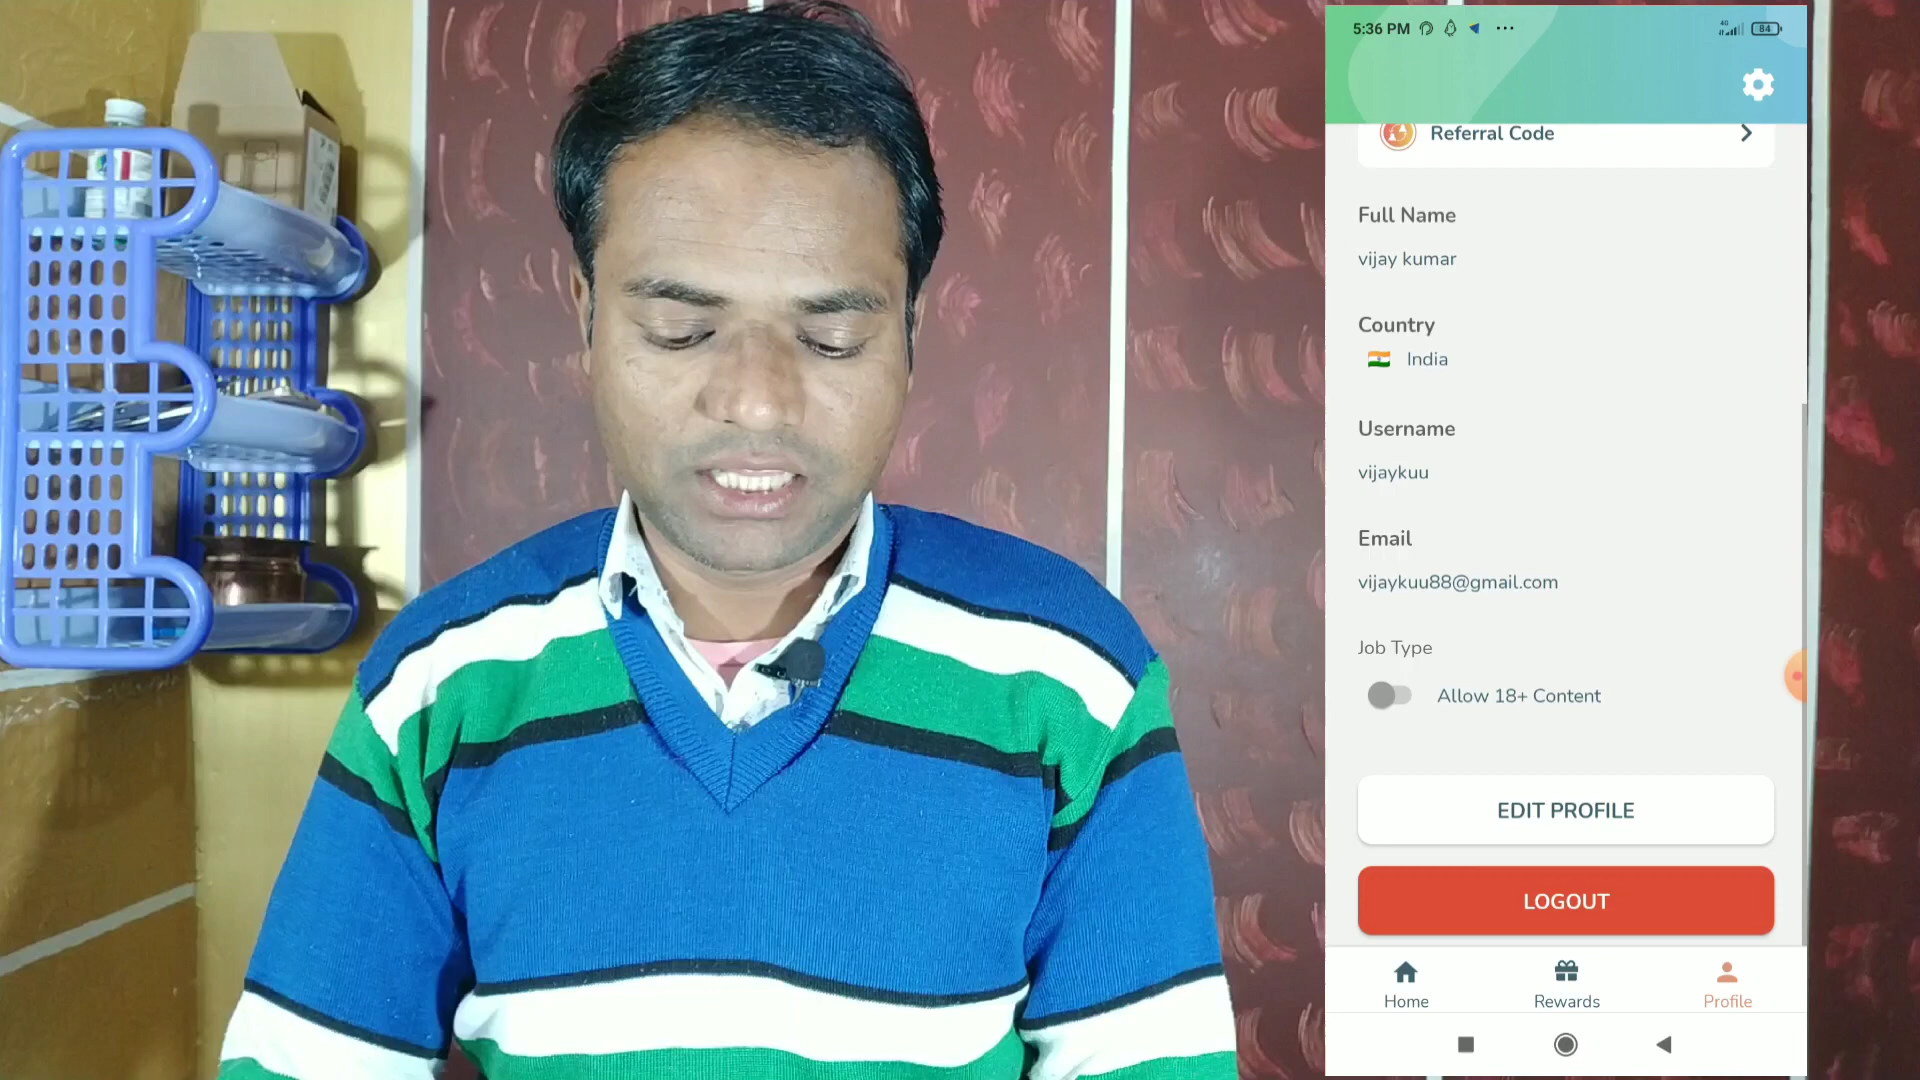 5:36 PM
4G
84
Referral Code
Full Name
vijay kumar
Country
India
Username
vijaykuu
Email
vijaykuu88@gmail.com
Job Type
Allow 18+ Content
EDIT PROFILE
LOGOUT
Home Rewards Profile